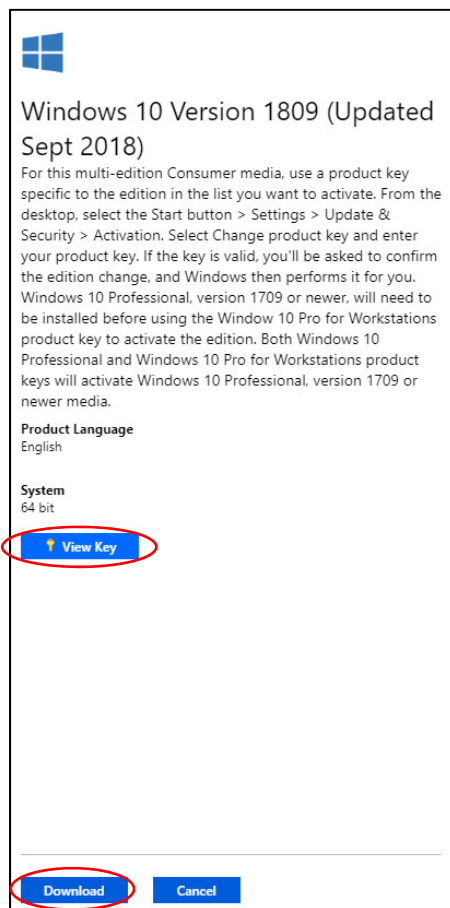 Windows 10 Version 1809 (Updated
Sept 2018)
For this multi-edition Consumer media, use a product key
specific to the edition in the list you want to activate. From the
desktop, select the Start button > Settings > Update &
Security > Activation. Select Change product key and enter
your product key. If the key is valid, you'll be asked to confirm
the edition change, and Windows then performs it for you.
Windows 10 Professional, version 1709 or newer, will need to
be installed before using the Window 10 Pro for Workstations
product key to activate the edition. Both Windows 10
Professional and Windows 10 Pro for Workstations product
keys will activate Windows 10 Professional, version 1709 or
newer media.
Product Language
English
System
64 bit
View Key
Download Cancel